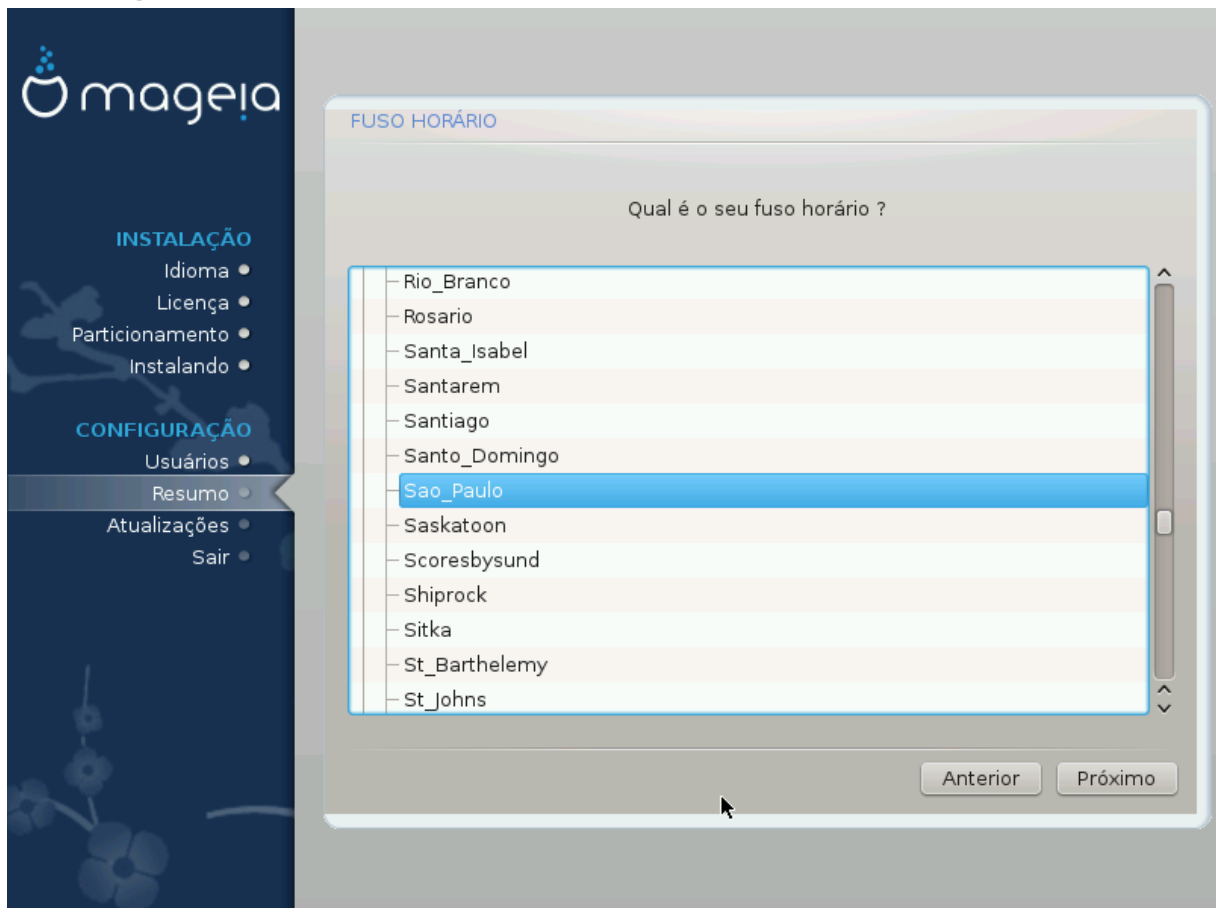 mageia
INSTALAÇÃO
Idioma
Licença
Particionamento
Instalando
CONFIGURAÇÃO
Usuários
Resumo
Atualizações
Sair
FUSO HORÁRIO
Qual é o seu fuso horário ?
Rio_Branco
Rosario
Santa_Isabel
Santarem
Santiago
Santo_Domingo
Sao_Paulo
Saskatoon
Scoresbysund
Shiprock
Sitka
St_Barthelemy
St_Johns
Anterior
Próximo